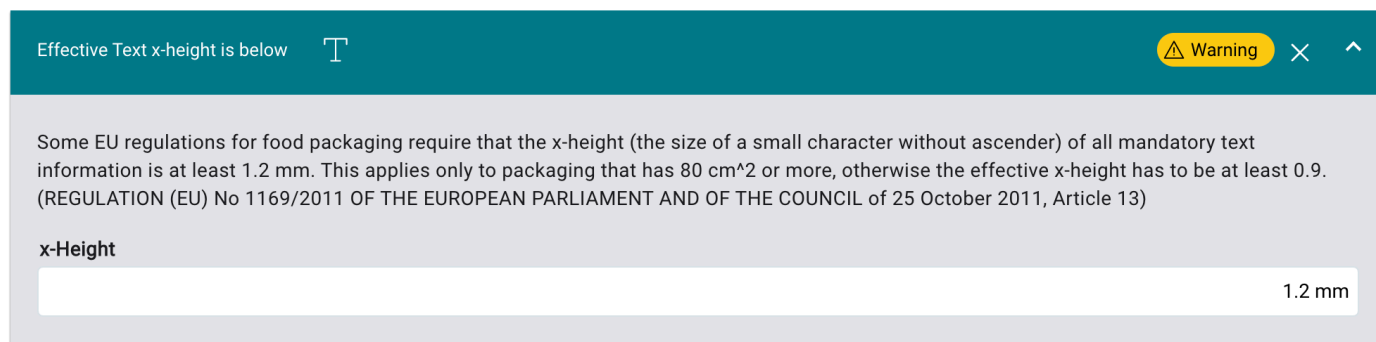 Effective Text x-height is below T
Warning
Some EU regulations for food packaging require that the x-height (the size of a small character without ascender) of all mandatory text
information is at least 1.2 mm. This applies only to packaging that has 80 cm^2 or more, otherwise the effective x-height has to be at least 0.9.
(REGULATION (EU) No 1169/2011 OF THE EUROPEAN PARLIAMENT AND OF THE COUNCIL of 25 October 2011, Article 13)
x-Height
1.2 mm